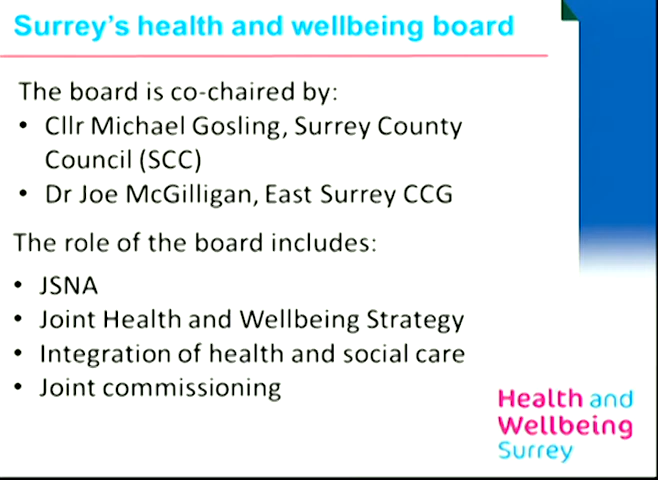 Surrey's health and wellbeing board
The board is co-chaired by:
• Cllr Michael Gosling, Surrey County
Council (SCC)
• Dr Joe McGilligan, East Surrey CCG
The role of the board includes:
• JSNA
• Joint Health and Wellbeing Strategy
• Integration of health and social care
• Joint commissioning
Health and
Wellbeing
Surrey